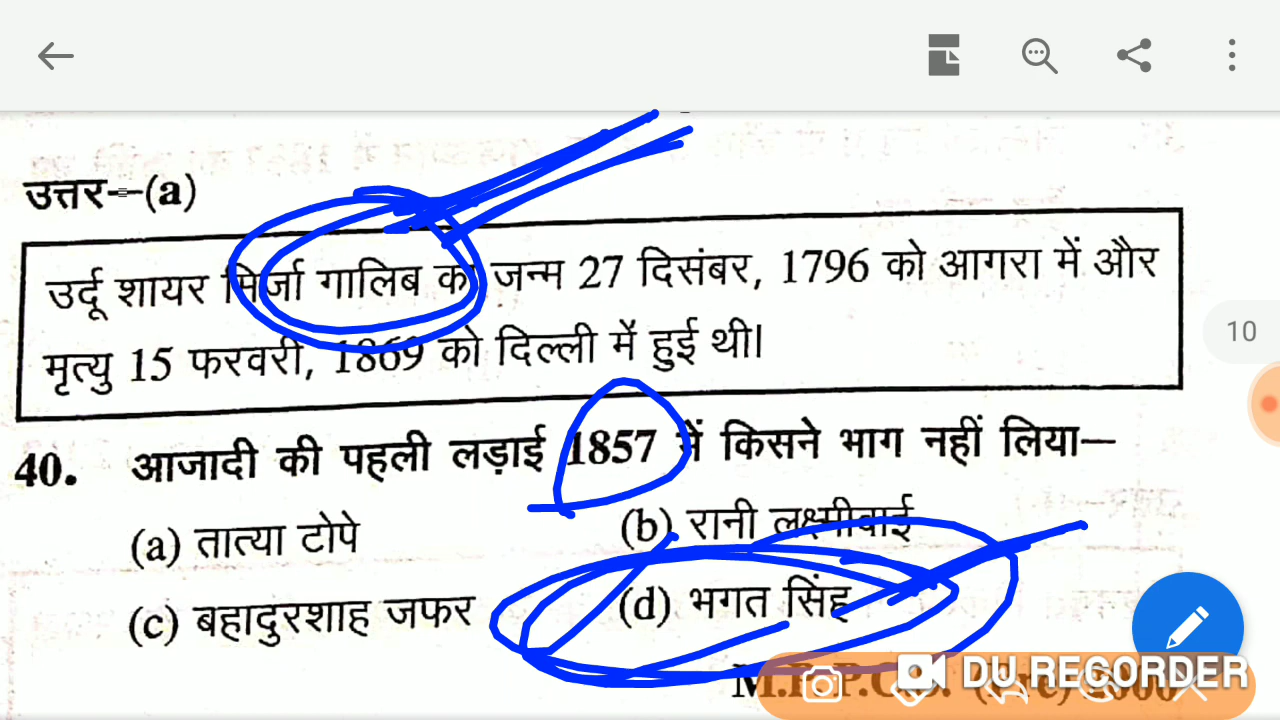 उत्तर—(a)
उर्दू शायर मिर्जा गालिब का जन्म 27 दिसंबर, 1796 को आगरा में और
मृत्यु 15 फरवरी, 1869 को दिल्ली में हुई थी।
10
40. आजादी की पहली लड़ाई 1857 में किसने भाग नहीं लिया—
(a) तात्या टोपे (b) रानी लक्ष्मीबाई
(c) बहादुरशाह जफर (d) भगत सिंह
DU RECORDER